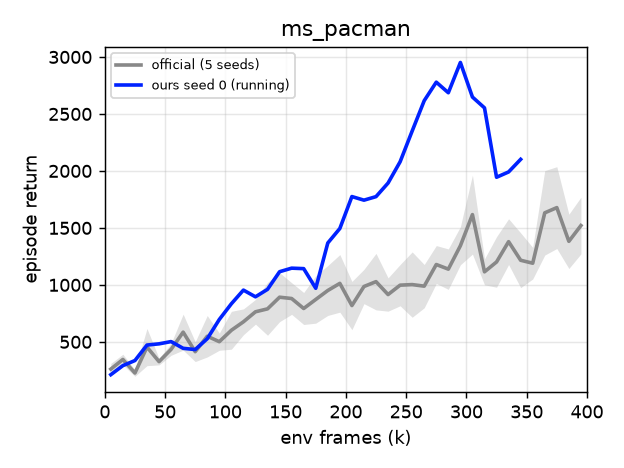 ms_pacman
official (5 seeds)
ours seed 0 (running)
3000
2500
2000
1500
1000
500
episode return
0 50 100 150 200 250 300 350 400
env frames (k)